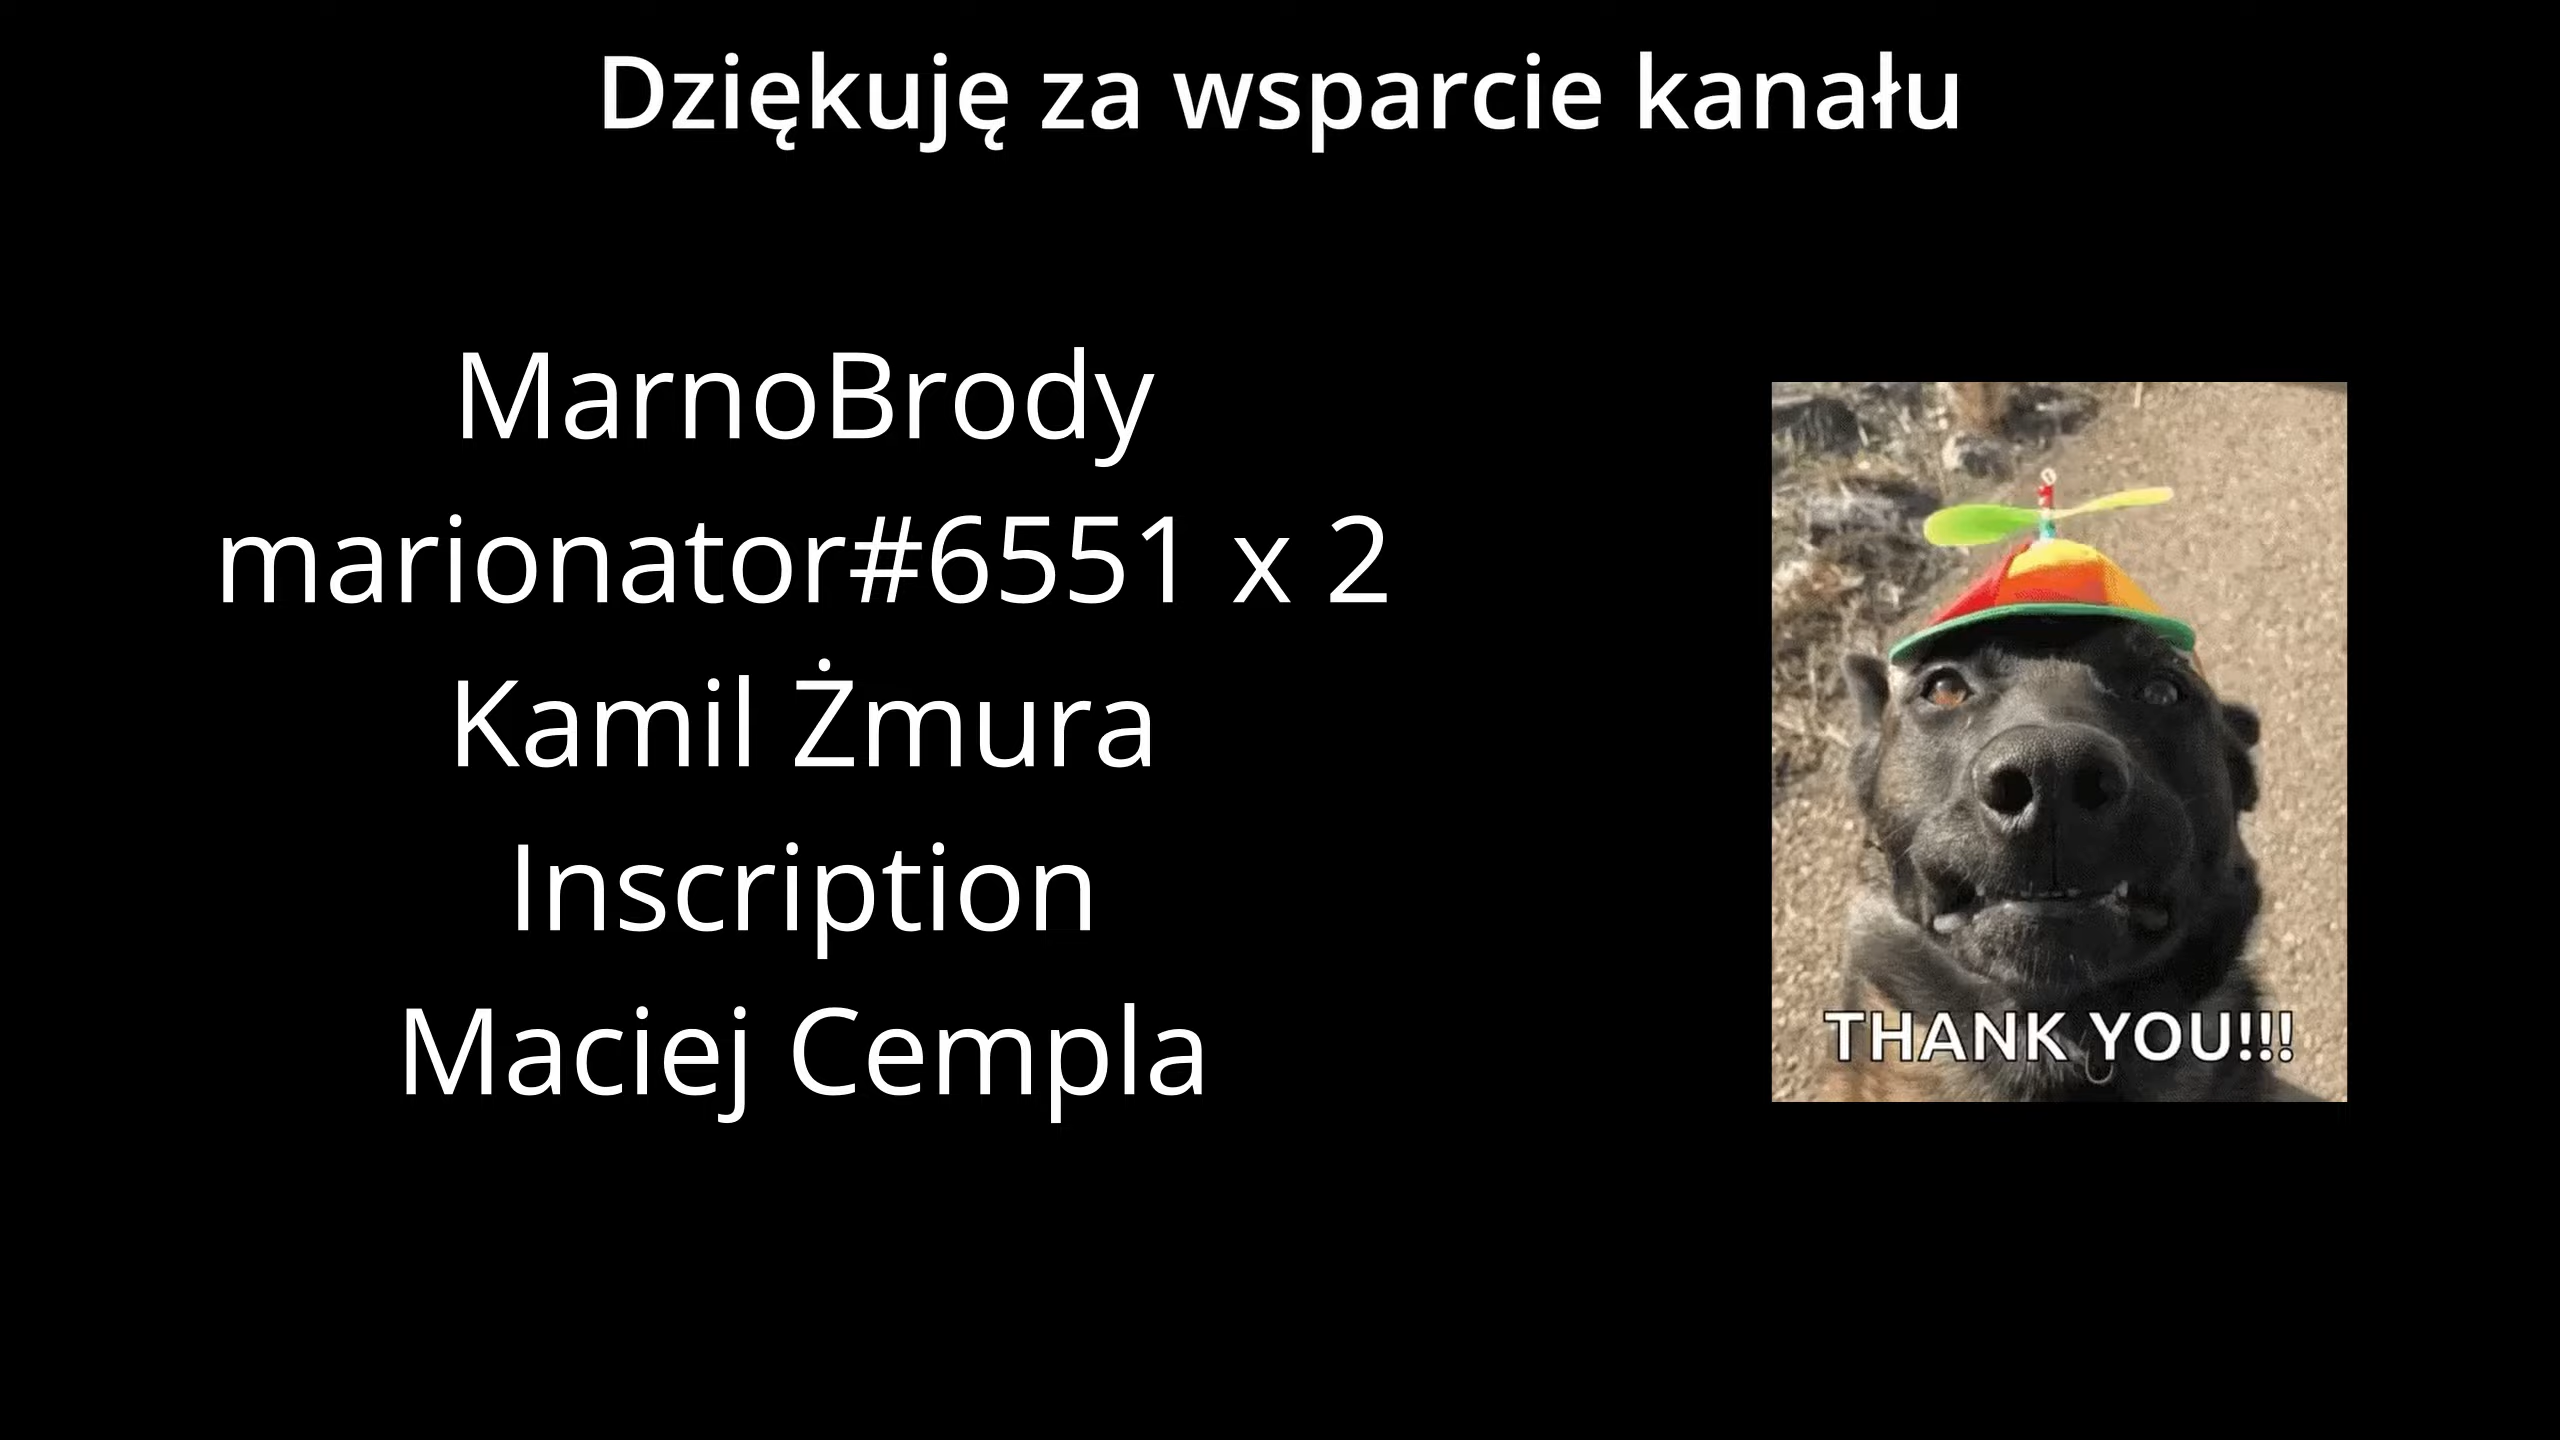 Dziękuję za wsparcie kanału
MarnoBrody
marionator#6551 x 2
Kamil Żmura
Inscription
Maciej Cempla
THANK YOU!!!